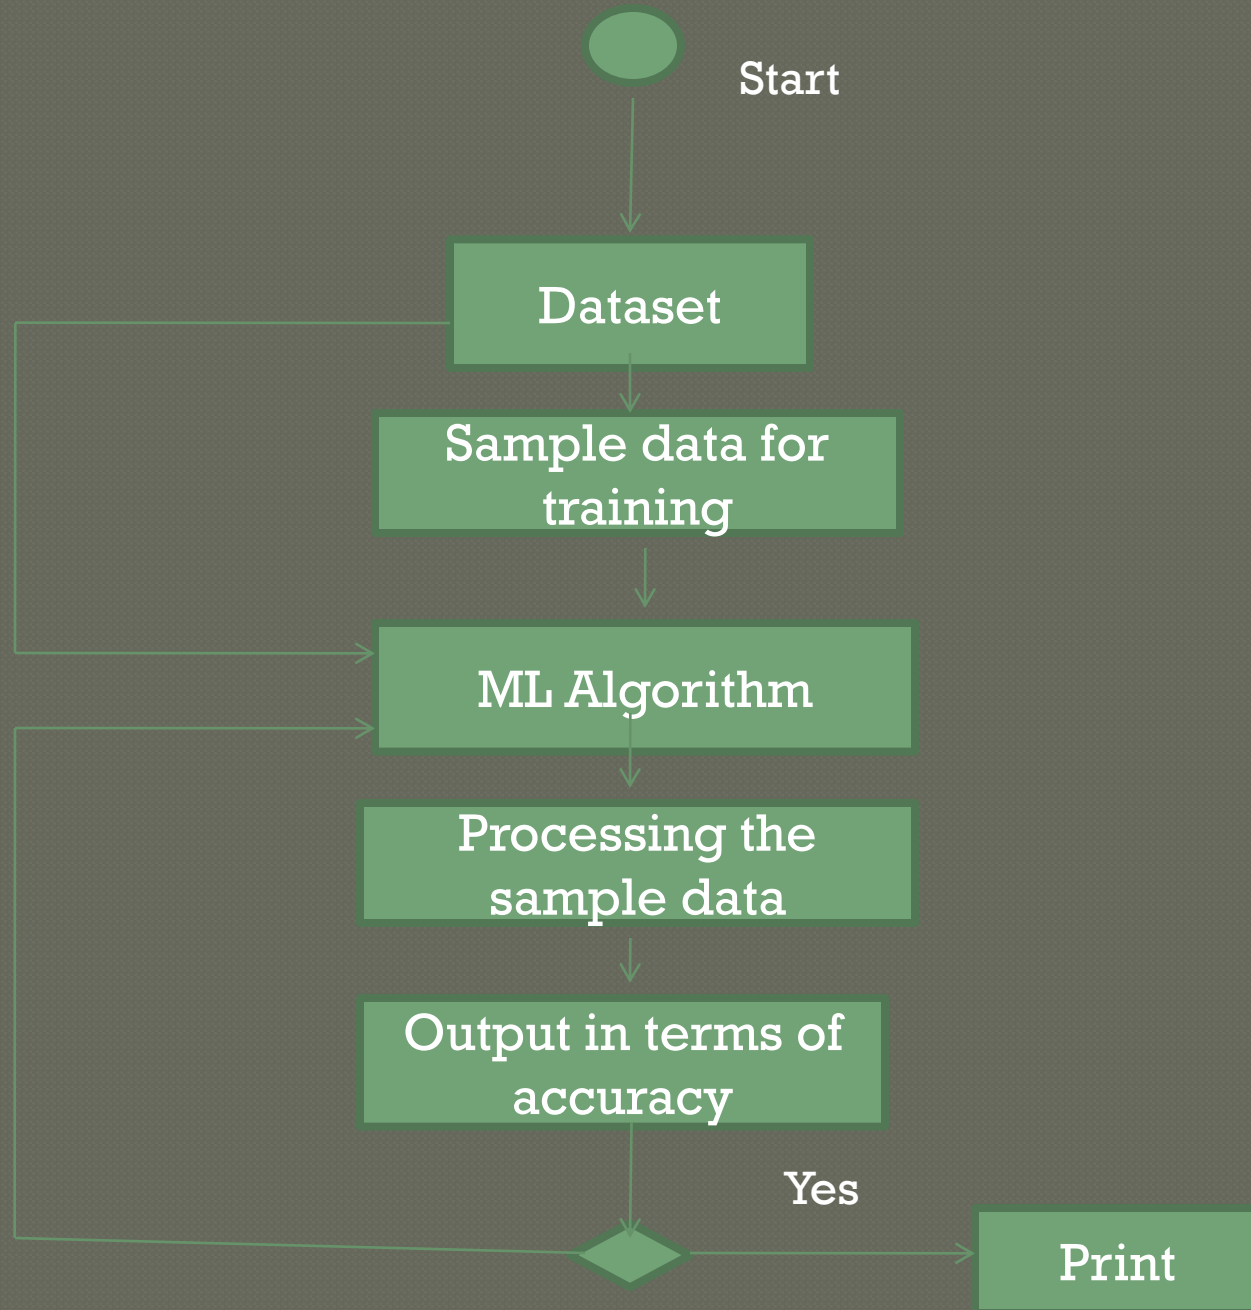 Start
Dataset
Sample data for
training
ML Algorithm
Processing the
sample data
Output in terms of
accuracy
Yes
Print